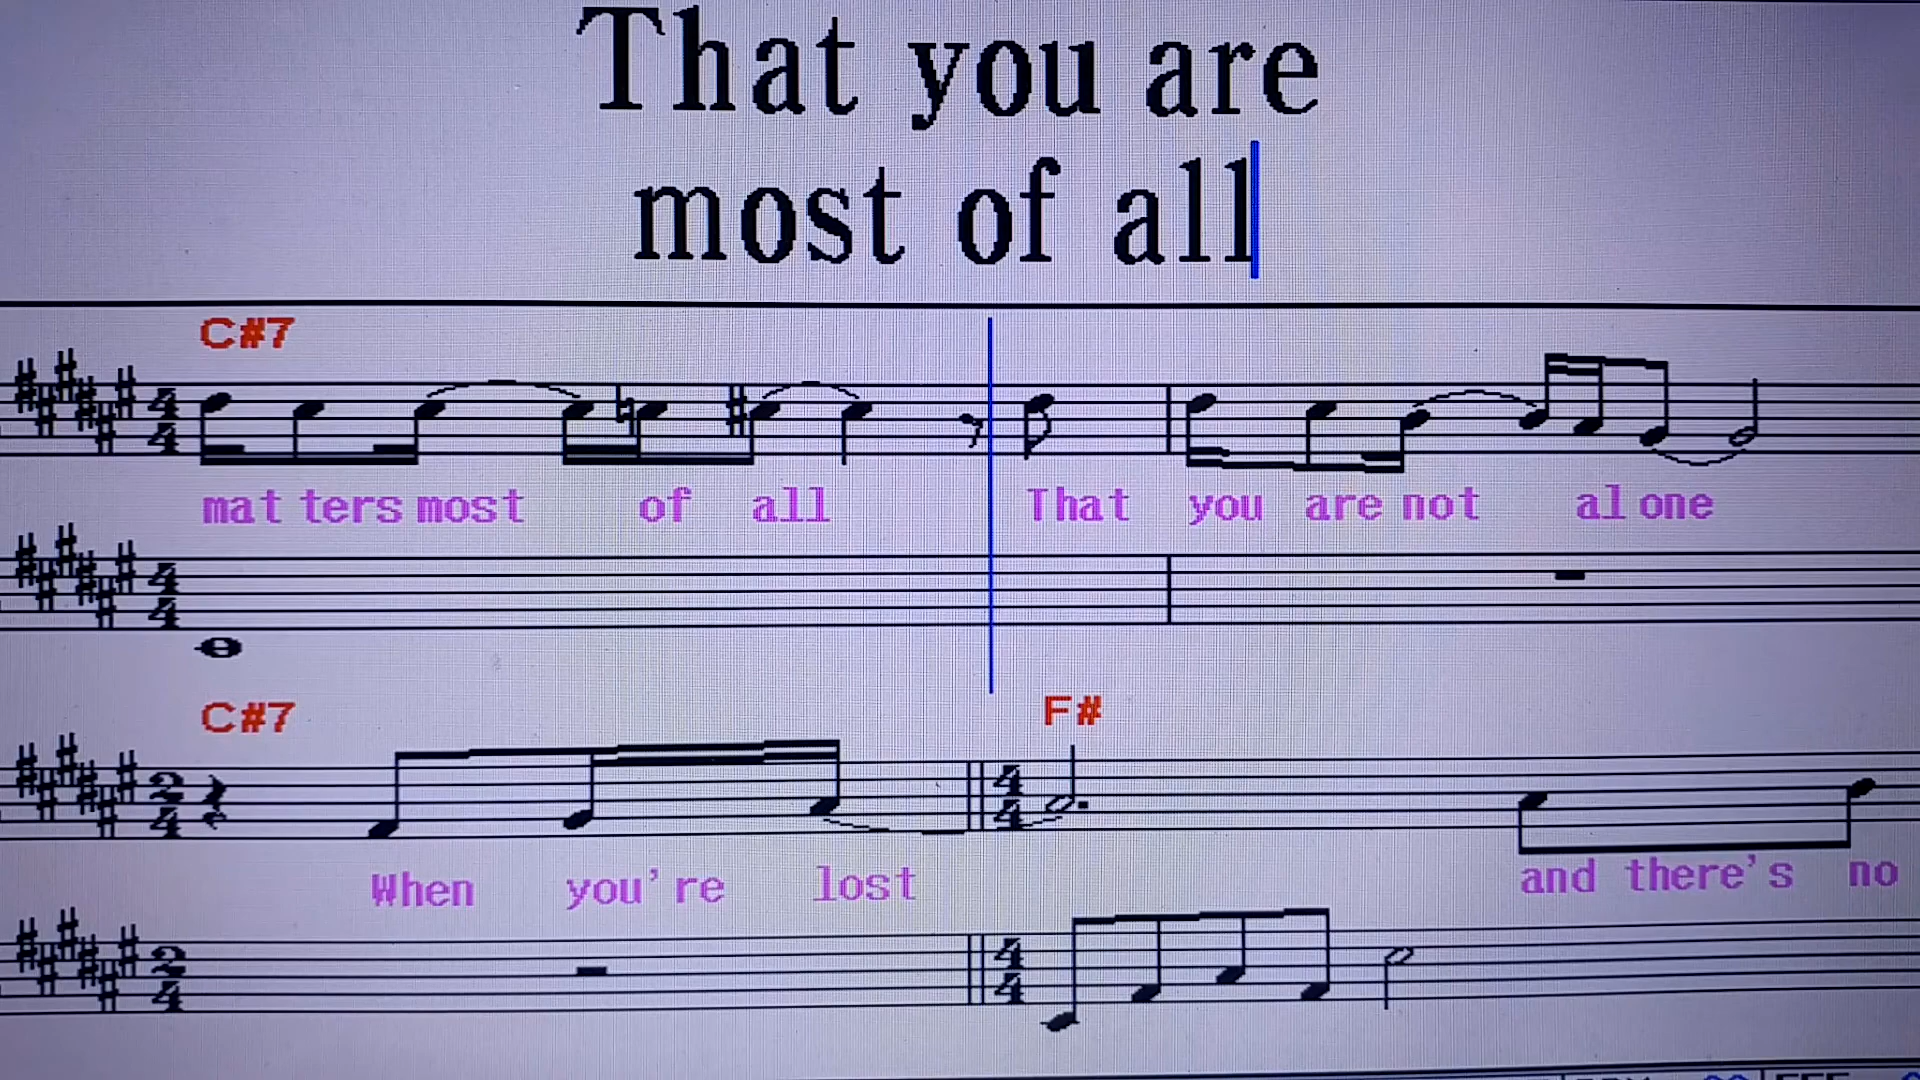 That you are
most of all
C#7
mat ters most of all That you are not al one
C#7 F#
When you're lost and there's no